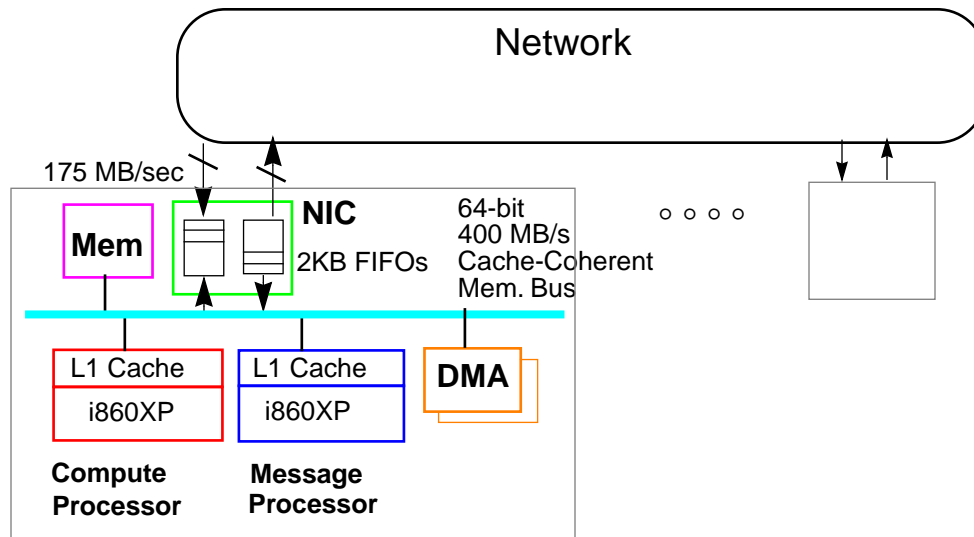 Network
175 MB/sec
NIC
Mem
2KB FIFOs
64-bit
400 MB/s
Cache-Coherent
Mem. Bus
L1 Cache
i860XP
L1 Cache
i860XP
DMA
Compute
Processor
Message
Processor